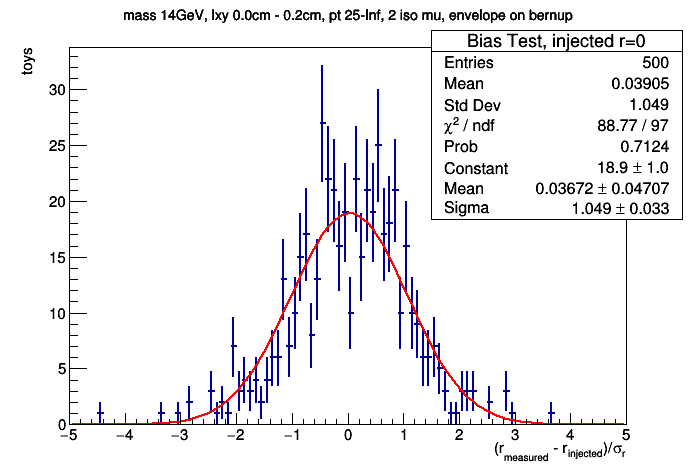 mass 14GeV, lxy 0.0cm - 0.2cm, pt 25-Inf, 2 iso mu, envelope on bernup
Bias Test, injected r=0
Entries 500
Mean 0.03905
Std Dev 1.049
χ² / ndf 88.77 / 97
Prob 0.7124
Constant 18.9 ± 1.0
Mean 0.03672 ± 0.04707
Sigma 1.049 ± 0.033
toys
30
25
20
15
10
5
0
−5 −4 −3 −2 −1 0 1 2 3 4 5
(r_measured - r_injected)/σ_r